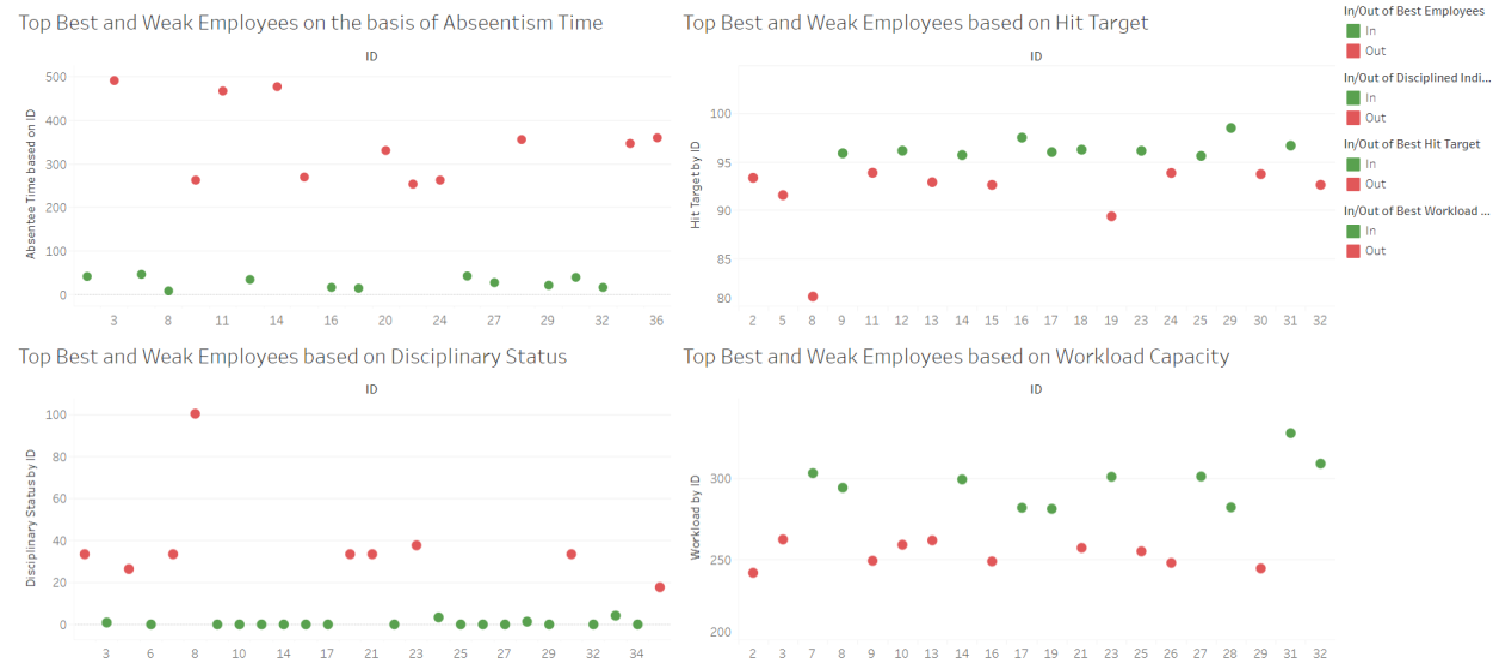 Top Best and Weak Employees on the basis of Abseentism Time
ID
Absentee Time based on ID
500
400
300
200
100
0
3 8 11 14 16 20 24 27 29 32 36
Top Best and Weak Employees based on Hit Target
ID
Hit Target by ID
100
95
90
85
80
2 5 8 9 11 12 13 14 15 16 17 18 19 23 24 25 29 30 31 32
In/Out of Best Employees
In
Out
In/Out of Disciplined Indi...
In
Out
In/Out of Best Hit Target
In
Out
In/Out of Best Workload ...
In
Out
Top Best and Weak Employees based on Disciplinary Status
ID
Disciplinary Status by ID
100
80
60
40
20
0
3 6 8 10 14 17 21 23 25 27 32 34
Top Best and Weak Employees based on Workload Capacity
ID
Workload by ID
300
250
200
2 3 7 8 9 10 13 14 16 17 19 21 23 25 26 27 28 29 31 32